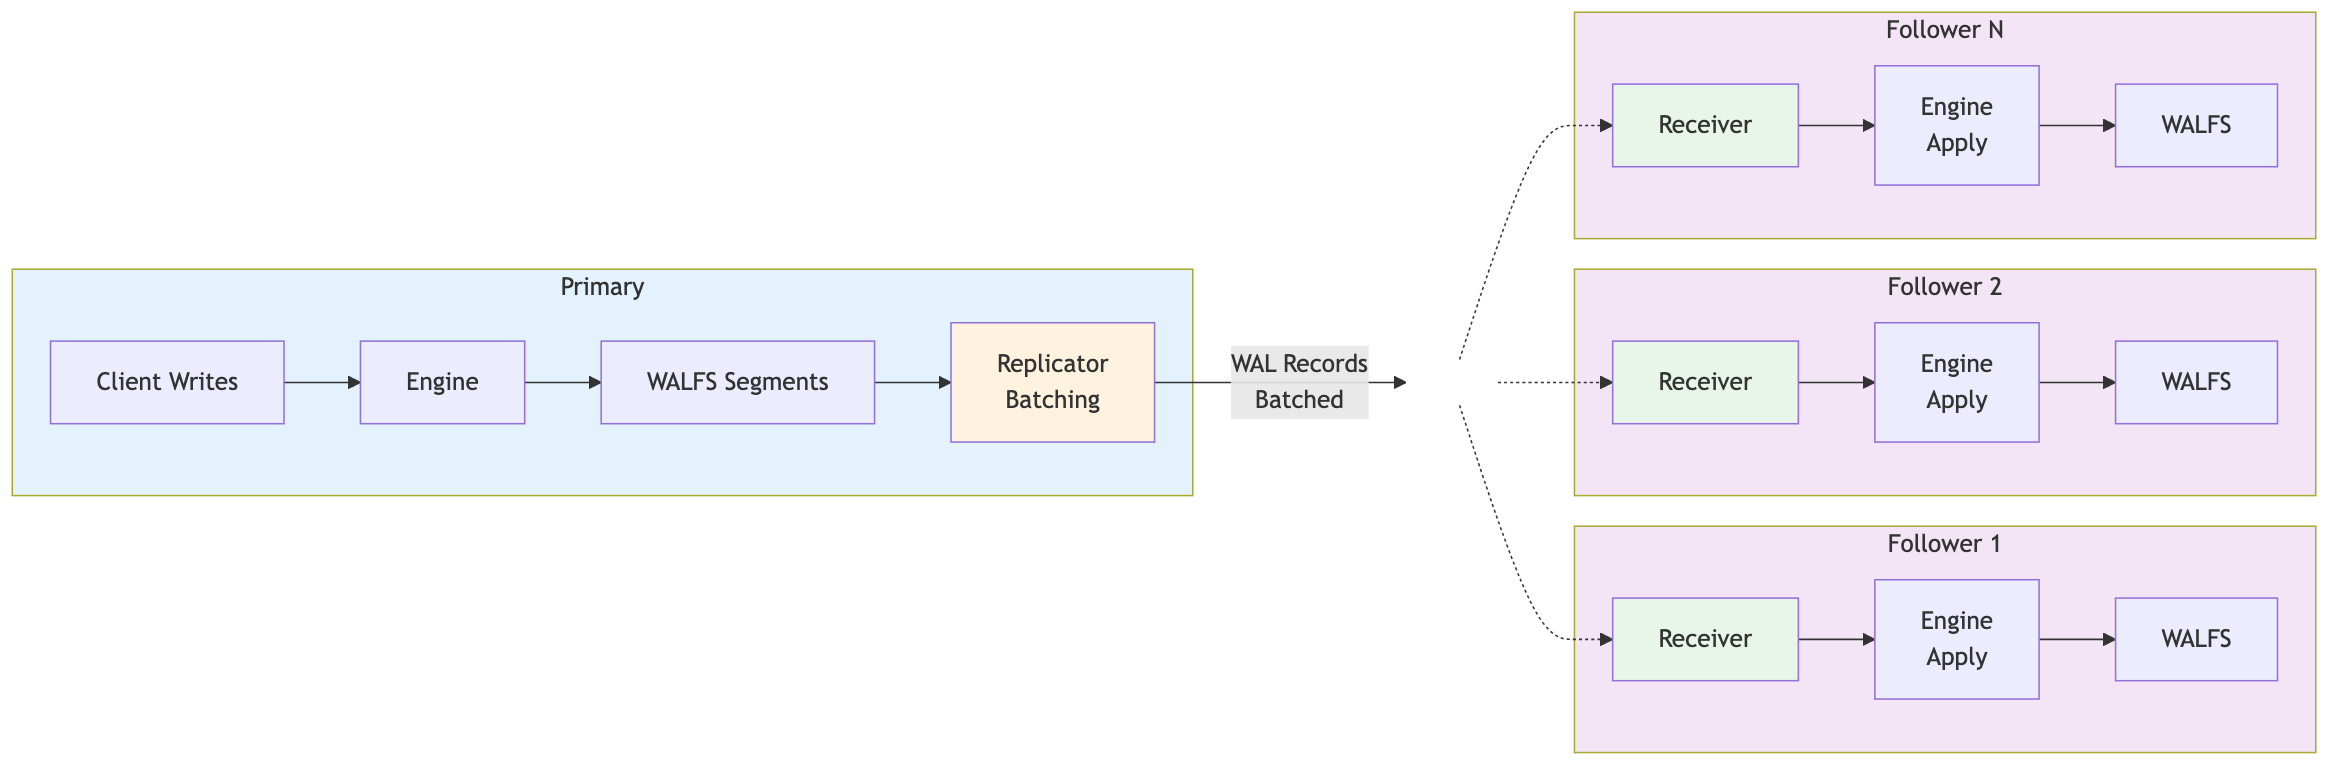 Primary
Client Writes
Engine
WALFS Segments
Replicator
Batching
WAL Records
Batched
Follower N
Receiver
Engine
Apply
WALFS
Follower 2
Receiver
Engine
Apply
WALFS
Follower 1
Receiver
Engine
Apply
WALFS